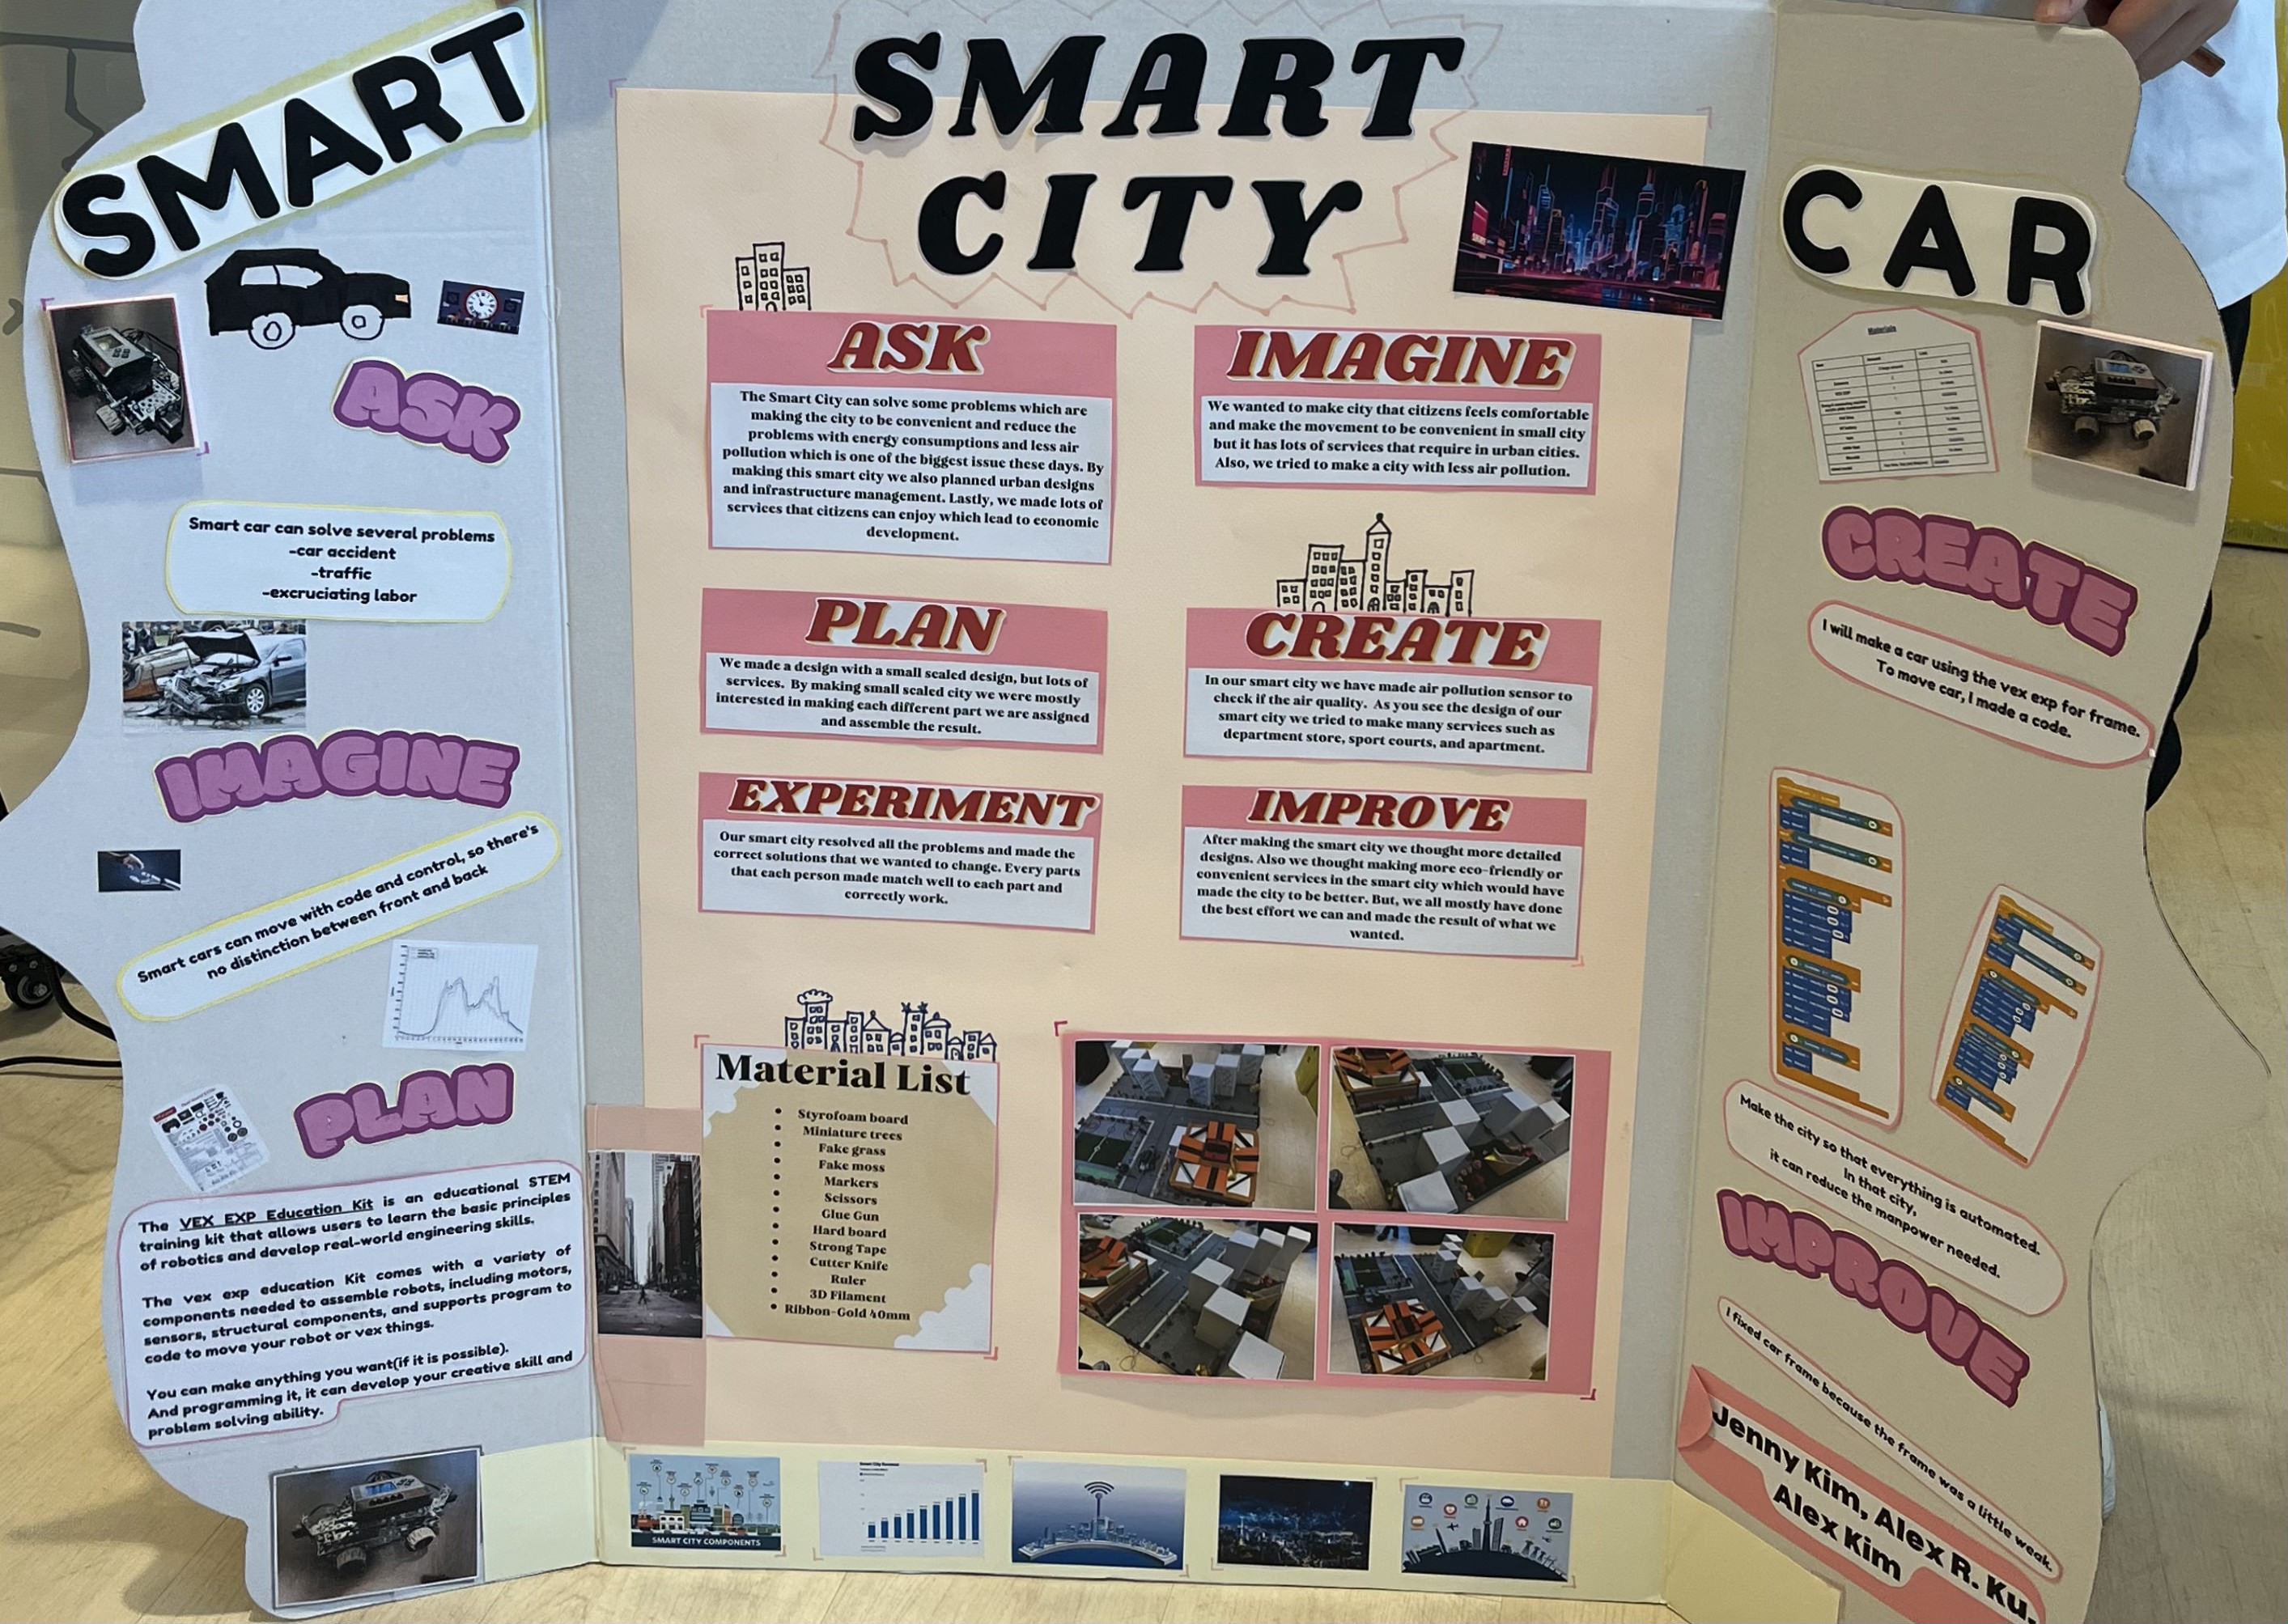 SMART
ASK
Smart car can solve several problems
-car accident
-traffic
-excruciating labor
IMAGINE
Smart cars can move with code and control, so there's
no distinction between front and back
PLAN
The VEX EXP Education Kit is an educational STEM
training kit that allows users to learn the basic principles
of robotics and develop real-world engineering skills.
The vex exp education Kit comes with a variety of
components needed to assemble robots, including motors,
sensors, structural components, and supports program to
code to move your robot or vex things.
You can make anything you want(if it is possible).
And programming it, it can develop your creative skill and
problem solving ability.
SMART
CITY
ASK
The Smart City can solve some problems which are
making the city to be convenient and reduce the
problems with energy consumptions and less air
pollution which is one of the biggest issue these days. By
making this smart city we also planned urban designs
and infrastructure management. Lastly, we made lots of
services that citizens can enjoy which lead to economic
development.
IMAGINE
We wanted to make city that citizens feels comfortable
and make the movement to be convenient in small city
but it has lots of services that require in urban cities.
Also, we tried to make a city with less air pollution.
PLAN
We made a design with a small scaled design, but lots of
services. By making small scaled city we were mostly
interested in making each different part we are assigned
and assemble the result.
CREATE
In our smart city we have made air pollution sensor to
check if the air quality. As you see the design of our
smart city we tried to make many services such as
department store, sport courts, and apartment.
EXPERIMENT
Our smart city resolved all the problems and made the
correct solutions that we wanted to change. Every parts
that each person made match well to each part and
correctly work.
IMPROVE
After making the smart city we thought more detailed
designs. Also we thought making more eco-friendly or
convenient services in the smart city which would have
made the city to be better. But, we all mostly have done
the best effort we can and made the result of what we
wanted.
Material List
• Styrofoam board
• Miniature trees
• Fake grass
• Fake moss
• Markers
• Scissors
• Glue Gun
• Hard board
• Strong Tape
• Cutter Knife
• Ruler
• 3D Filament
• Ribbon-Gold 40mm
SMART CITY COMPONENTS
Smart City Revenue
CAR
Materials
CREATE
I will make a car using the vex exp for frame.
To move car, I made a code.
Make the city so that everything is automated.
In that city,
it can reduce the manpower needed.
IMPROVE
I fixed car frame because the frame was a little weak.
Jenny Kim, Alex R. Ku,
Alex Kim